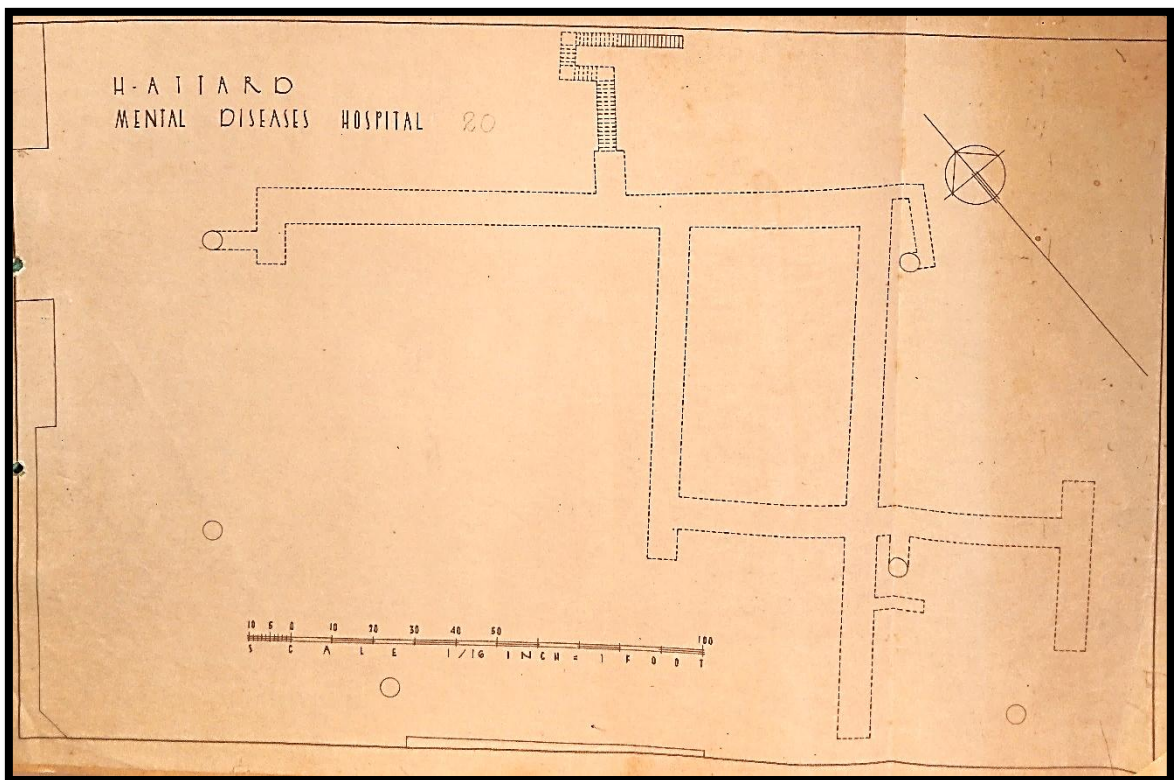 H-ATTARD
MENTAL DISEASES HOSPITAL 20
10 5 0 10 20 30 40 50 100
SCALE 1/16 INCH = 1 FOOT